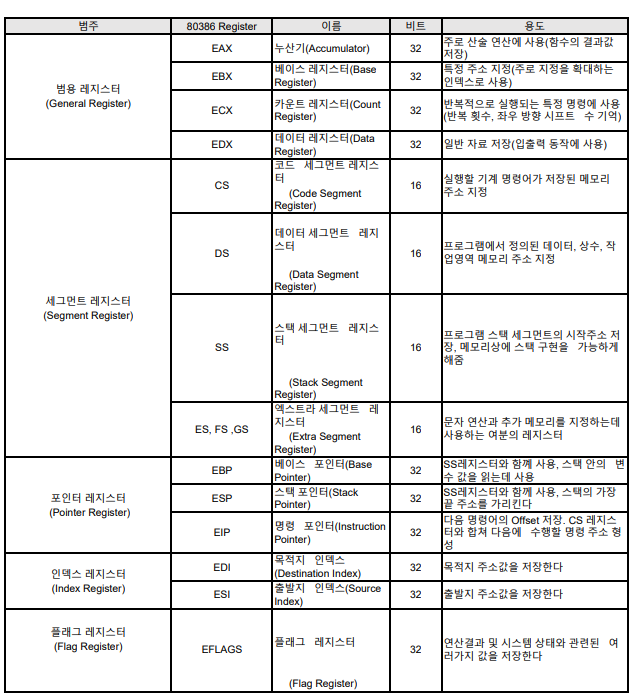 범주 80386 Register 이름 비트 용도
범용 레지스터
(General Register)
EAX 누산기(Accumulator) 32 주로 산술 연산에 사용(함수의 결과값
저장)
EBX 베이스 레지스터(Base
Register) 32 특정 주소 지정(주로 지정을 확대하는
인덱스로 사용)
ECX 카운트 레지스터(Count
Register) 32 반복적으로 실행되는 특정 명령에 사용
(반복 횟수, 좌우 방향 시프트 수 기억)
EDX 데이터 레지스터(Data
Register) 32 일반 자료 저장(입출력 동작에 사용)
세그먼트 레지스터
(Segment Register)
CS 코드 세그먼트 레지스
터
(Code Segment
Register) 16 실행할 기계 명령어가 저장된 메모리
주소 지정
DS 데이터 세그먼트 레지
스터
(Data Segment
Register) 16 프로그램에서 정의된 데이터, 상수, 작
업영역 메모리 주소 지정
SS 스택 세그먼트 레지스
터
(Stack Segment
Register) 16 프로그램 스택 세그먼트의 시작주소 저
장, 메모리상에 스택 구현을 가능하게
해줌
ES, FS ,GS 엑스트라 세그먼트 레
지스터
(Extra Segment
Register) 16 문자 연산과 추가 메모리를 지정하는데
사용하는 여분의 레지스터
포인터 레지스터
(Pointer Register)
EBP 베이스 포인터(Base
Pointer) 32 SS레지스터와 함께 사용, 스택 안의 변
수 값을 읽는데 사용
ESP 스택 포인터(Stack
Pointer) 32 SS레지스터와 함께 사용, 스택의 가장
끝 주소를 가리킨다
EIP 명령 포인터(Instruction
Pointer) 32 다음 명령어의 Offset 저장. CS 레지스
터와 합쳐 다음에 수행할 명령 주소 형
성
인덱스 레지스터
(Index Register)
EDI 목적지 인덱스
(Destination Index) 32 목적지 주소값을 저장한다
ESI 출발지 인덱스(Source
Index) 32 출발지 주소값을 저장한다
플래그 레지스터
(Flag Register)
EFLAGS 플래그 레지스터
(Flag Register) 32 연산결과 및 시스템 상태와 관련된 여
러가지 값을 저장한다